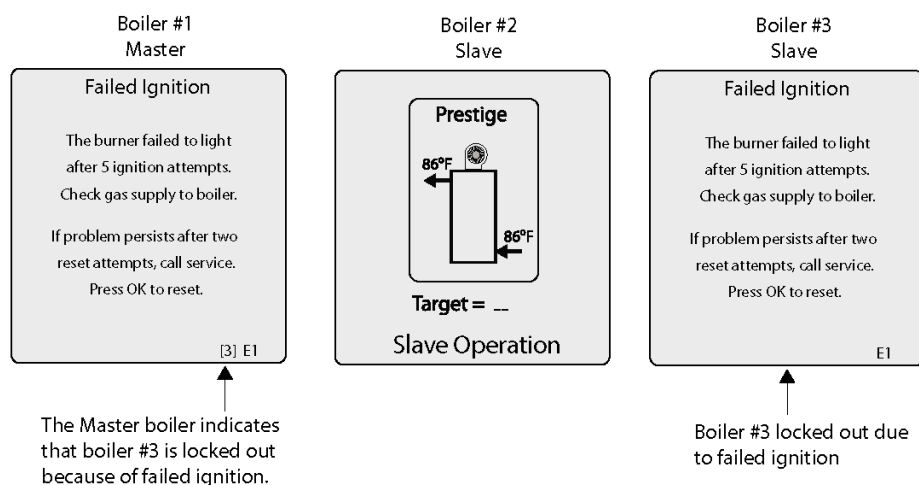 Boiler #1
Master
Failed Ignition
The burner failed to light
after 5 ignition attempts.
Check gas supply to boiler.
If problem persists after two
reset attempts, call service.
Press OK to reset.
[3] E1
The Master boiler indicates
that boiler #3 is locked out
because of failed ignition.
Boiler #2
Slave
Prestige
86°F
86°F
Target = __
Slave Operation
Boiler #3
Slave
Failed Ignition
The burner failed to light
after 5 ignition attempts.
Check gas supply to boiler.
If problem persists after two
reset attempts, call service.
Press OK to reset.
E1
Boiler #3 locked out due
to failed ignition